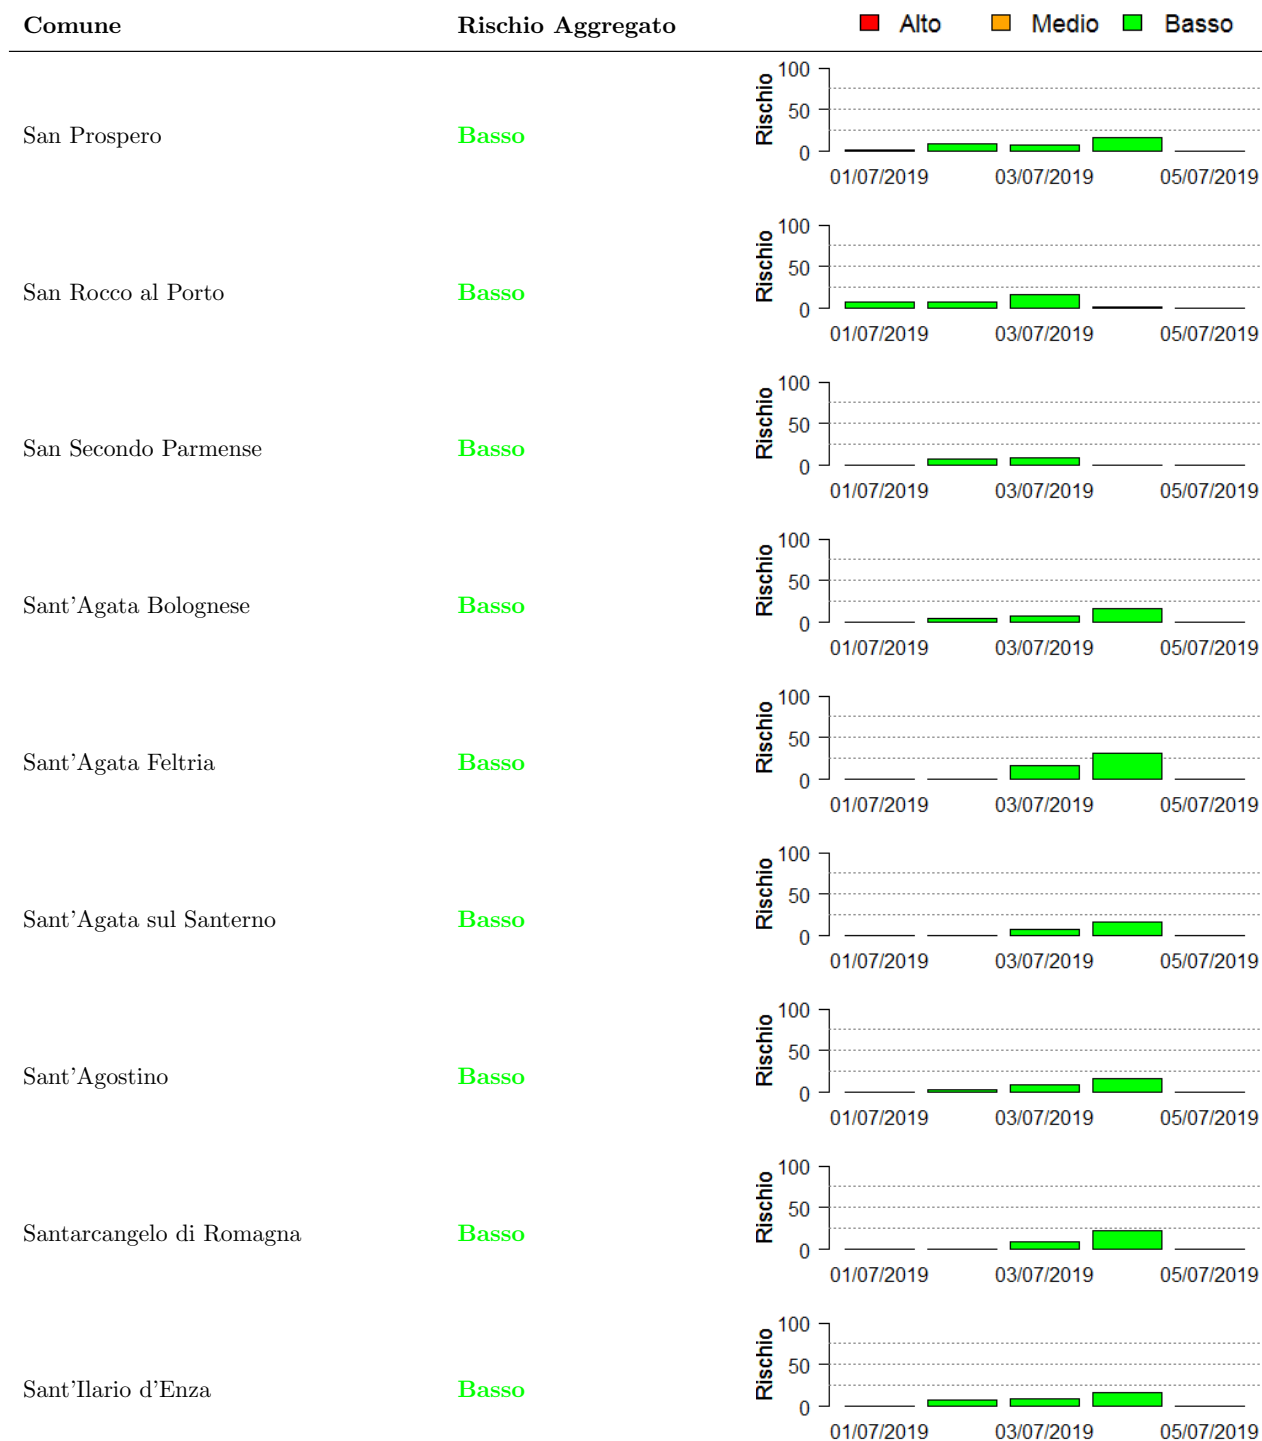 Comune Rischio Aggregato Alto Medio Basso
San Prospero Basso Rischio 100 50 0
01/07/2019 03/07/2019 05/07/2019
San Rocco al Porto Basso Rischio 100 50 0
01/07/2019 03/07/2019 05/07/2019
San Secondo Parmense Basso Rischio 100 50 0
01/07/2019 03/07/2019 05/07/2019
Sant'Agata Bolognese Basso Rischio 100 50 0
01/07/2019 03/07/2019 05/07/2019
Sant'Agata Feltria Basso Rischio 100 50 0
01/07/2019 03/07/2019 05/07/2019
Sant'Agata sul Santerno Basso Rischio 100 50 0
01/07/2019 03/07/2019 05/07/2019
Sant'Agostino Basso Rischio 100 50 0
01/07/2019 03/07/2019 05/07/2019
Santarcangelo di Romagna Basso Rischio 100 50 0
01/07/2019 03/07/2019 05/07/2019
Sant'Ilario d'Enza Basso Rischio 100 50 0
01/07/2019 03/07/2019 05/07/2019